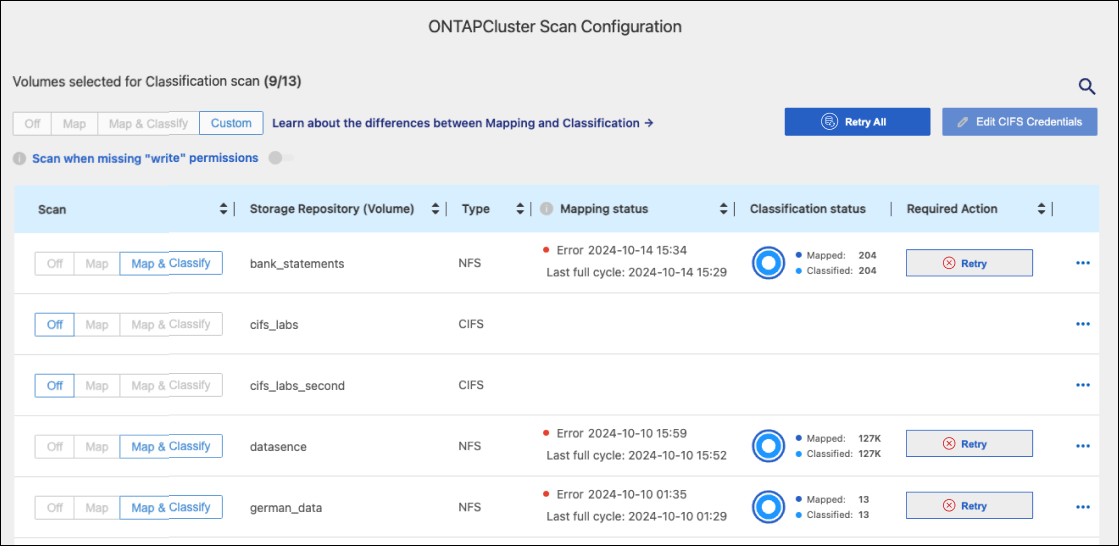 ONTAPCluster Scan Configuration
Volumes selected for Classification scan (9/13)
Off Map Map & Classify Custom Learn about the differences between Mapping and Classification → Retry All Edit CIFS Credentials
Scan when missing "write" permissions
Scan Storage Repository (Volume) Type Mapping status Classification status Required Action
Off Map Map & Classify bank_statements NFS Error 2024-10-14 15:34 Mapped: 204 Retry
Last full cycle: 2024-10-14 15:29 Classified: 204
Off Map Map & Classify cifs_labs CIFS
Off Map Map & Classify cifs_labs_second CIFS
Off Map Map & Classify datasence NFS Error 2024-10-10 15:59 Mapped: 127K Retry
Last full cycle: 2024-10-10 15:52 Classified: 127K
Off Map Map & Classify german_data NFS Error 2024-10-10 01:35 Mapped: 13 Retry
Last full cycle: 2024-10-10 01:29 Classified: 13